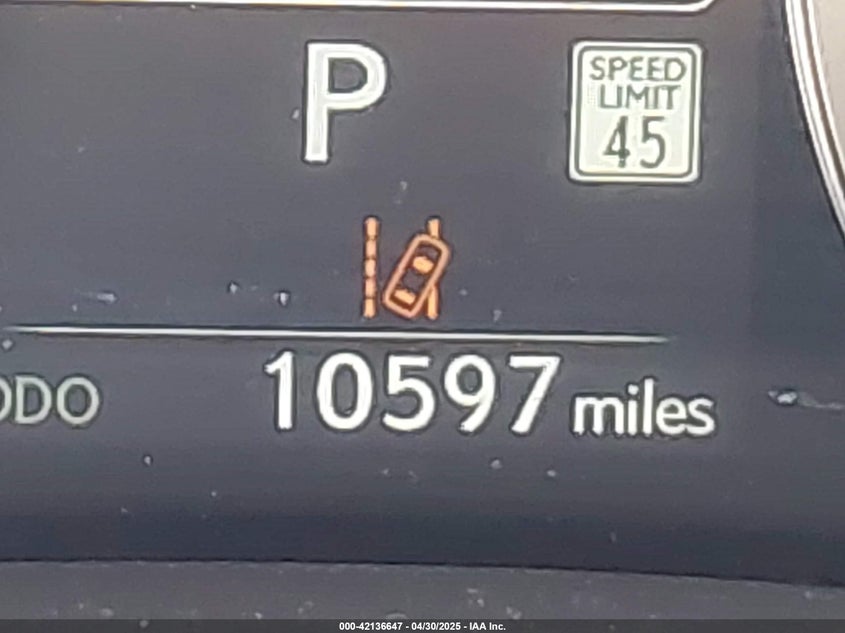 P
SPEED
LIMIT
45
ODO 10597 miles
000-42136647 - 04/30/2025 - IAA Inc.